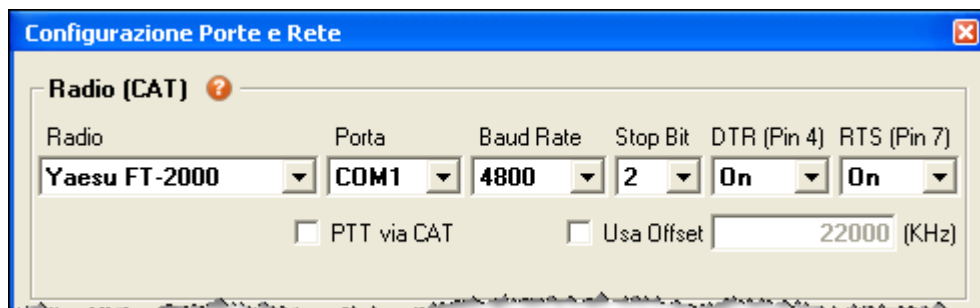 Configurazione Porte e Rete
Radio (CAT) ?
Radio Porta Baud Rate Stop Bit DTR (Pin 4) RTS (Pin 7)
Yaesu FT-2000 COM1 4800 2 On On
PTT via CAT Usa Offset 22000 (KHz)